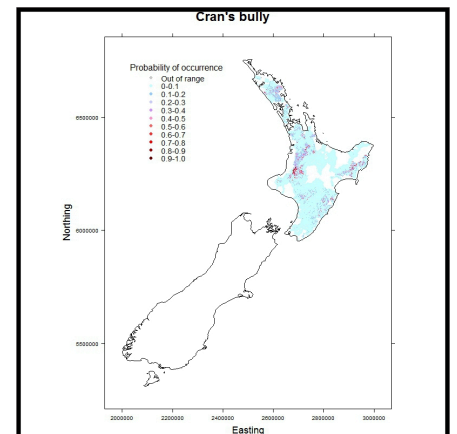 Cran's bully
Probability of occurrence
Out of range
0-0.1
0.1-0.2
0.2-0.3
0.3-0.4
0.4-0.5
0.5-0.6
0.6-0.7
0.7-0.8
0.8-0.9
0.9-1.0
Northing
6500000
6000000
5500000
2000000 2200000 2400000 2600000 2800000 3000000
Easting